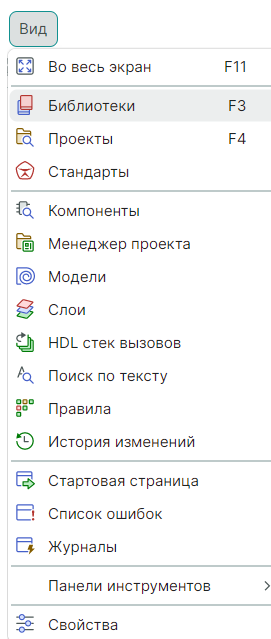 Вид
Во весь экран F11
Библиотеки F3
Проекты F4
Стандарты
Компоненты
Менеджер проекта
Модели
Слои
HDL стек вызовов
Поиск по тексту
Правила
История изменений
Стартовая страница
Список ошибок
Журналы
Панели инструментов
Свойства